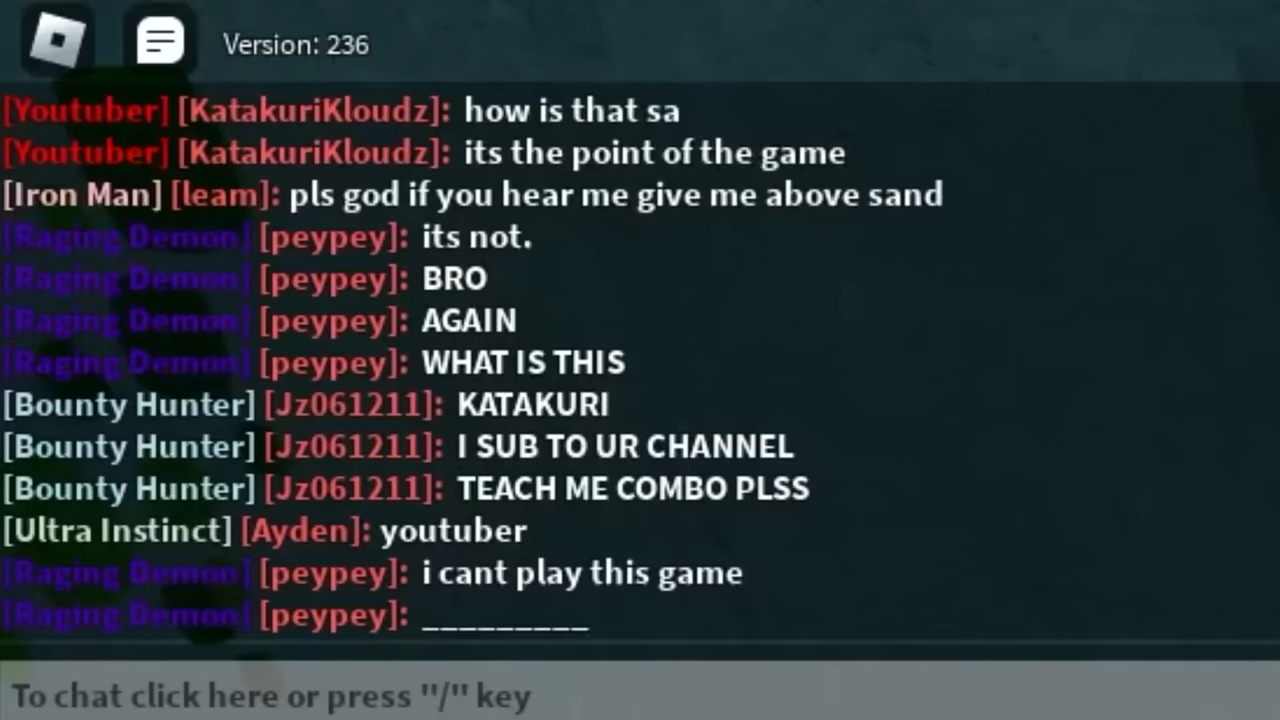 Version: 236
[Youtuber] [KatakuriKloudz]: how is that sa
[Youtuber] [KatakuriKloudz]: its the point of the game
[Iron Man] [leam]: pls god if you hear me give me above sand
[Raging Demon] [peypey]: its not.
[Raging Demon] [peypey]: BRO
[Raging Demon] [peypey]: AGAIN
[Raging Demon] [peypey]: WHAT IS THIS
[Bounty Hunter] [Jz061211]: KATAKURI
[Bounty Hunter] [Jz061211]: I SUB TO UR CHANNEL
[Bounty Hunter] [Jz061211]: TEACH ME COMBO PLSS
[Ultra Instinct] [Ayden]: youtuber
[Raging Demon] [peypey]: i cant play this game
[Raging Demon] [peypey]: _________
To chat click here or press "/" key